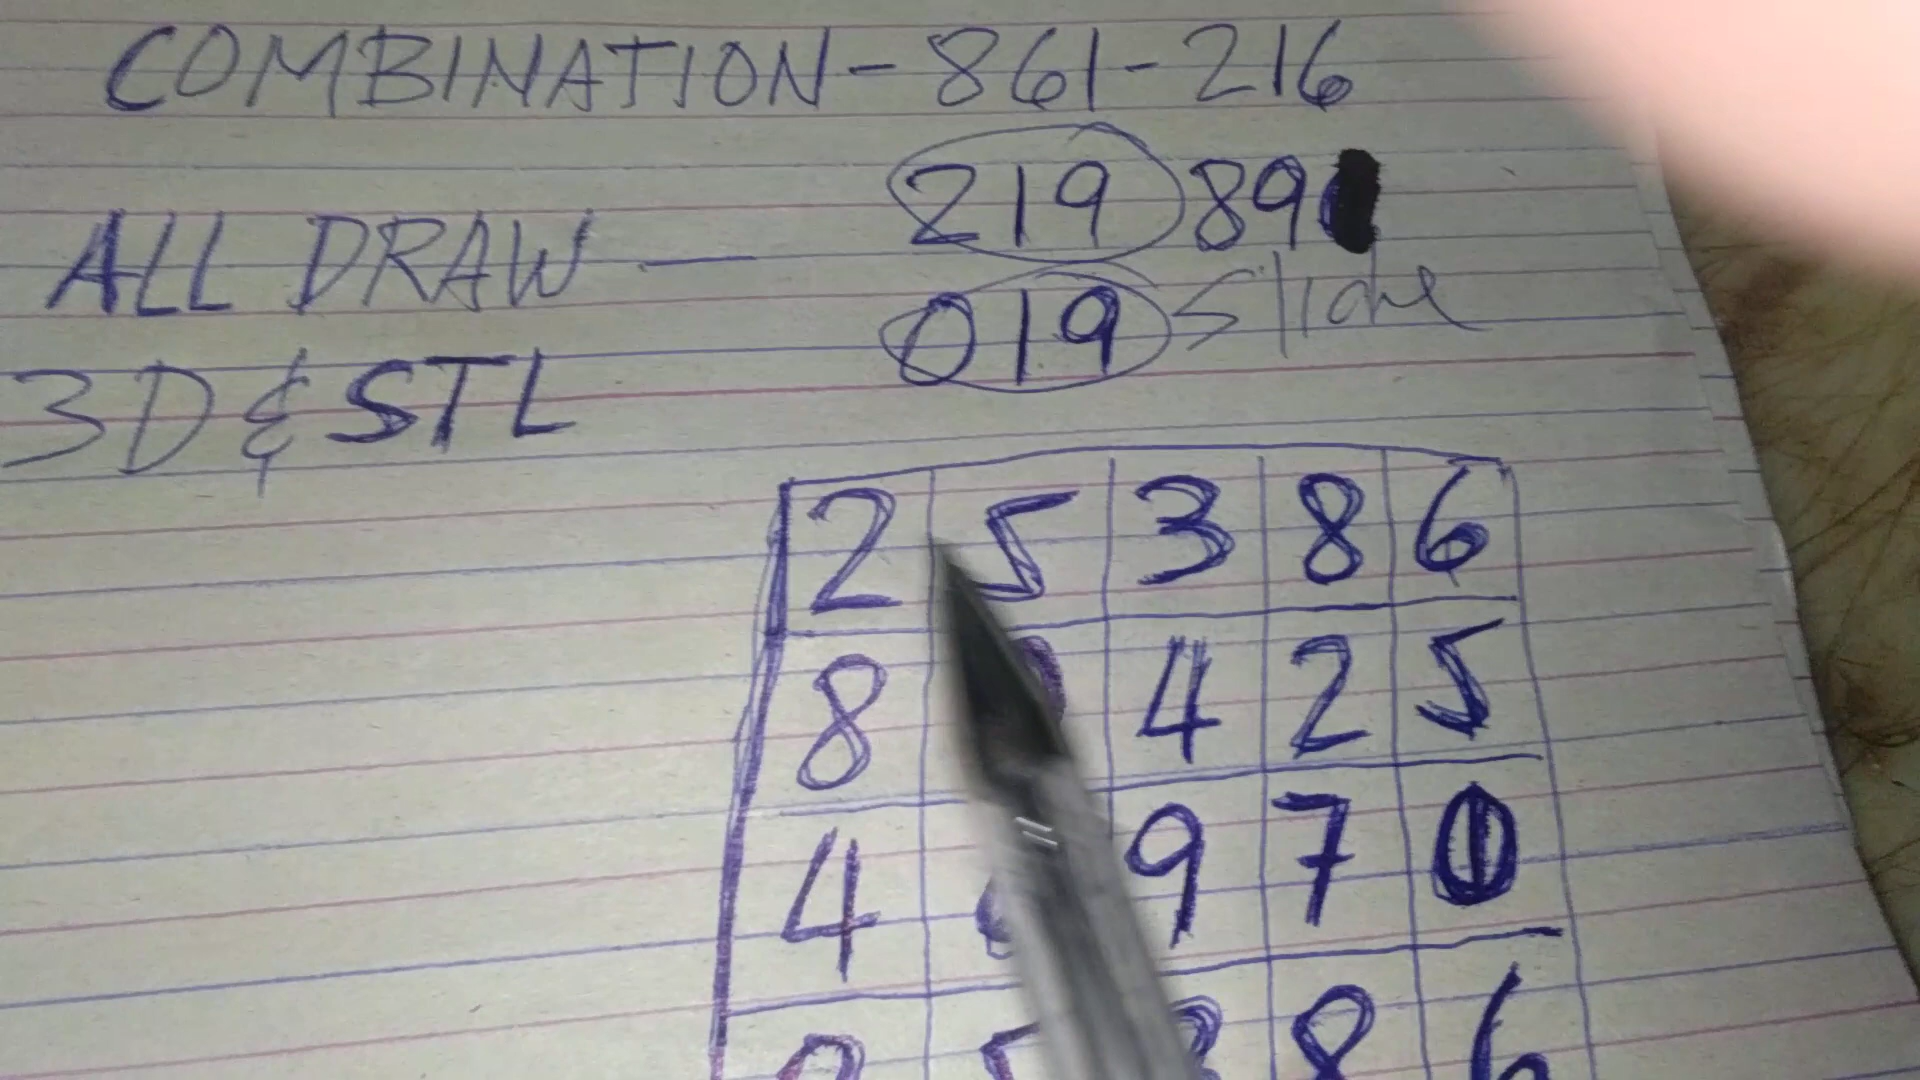 COMBINATION - 861 - 216
219 89
ALL DRAW —
019 Slide
3D & STL
2 5 3 8 6
8 4 2 5
4 9 7 0
8 6